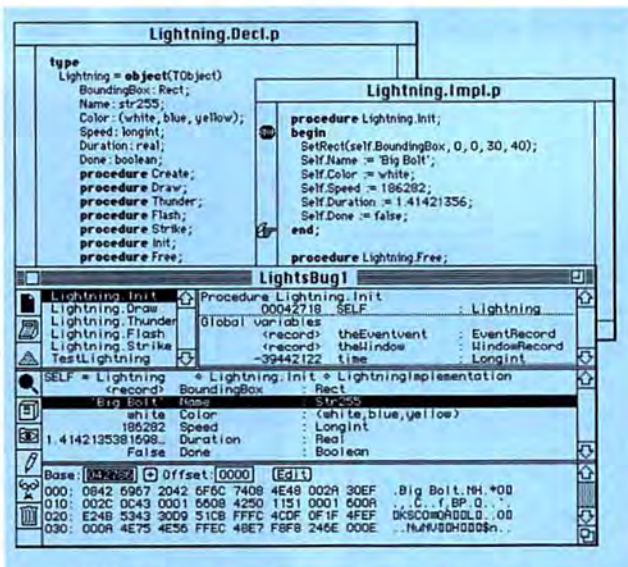 Lightning.Decl.p
type
Lightning = object(TObject)
BoundingBox : Rect;
Name : str255;
Color : (white, blue, yellow);
Speed : longint;
Duration : real;
Done : boolean;
procedure Create;
procedure Draw;
procedure Thunder;
procedure Flash;
procedure Strike;
procedure Init;
procedure Free;
Lightning.Impl.p
procedure Lightning.Init;
begin
SetRect(self.BoundingBox, 0, 0, 30, 40);
Self.Name := 'Big Bolt';
Self.Color := white;
Self.Speed := 186282;
Self.Duration := 1.41421356;
Self.Done := false;
end;
procedure Lightning.Free;
LightsBug1
Lightning.Init
Lightning.Draw
Lightning.Thunder
Lightning.Flash
Lightning.Strike
TestLightning
Procedure Lightning.Init
00042718 SELF : Lightning
Global variables
<record> theEventvent : EventRecord
<record> theWindow : WindowRecord
-39442122 time : Longint
SELF = Lightning ◇ Lightning.Init ◇ LightningImplementation
<record> BoundingBox : Rect
'Big Bolt' Name : Str255
white Color : (white,blue,yellow)
186282 Speed : Longint
1.4142135381698… Duration : Real
False Done : Boolean
Base: Offset: 0000 Edit
000: 0842 6967 2042 6F6C 7408 4E48 002A 30EF .Big Bolt.NH.*0
010: 002C 0C43 0001 6608 4250 1151 0001 600A
020: E24B 5343 30D9 51CB FFFC 4CDF 0F1F 4FEF
030: 000A 4E75 4E56 FFEC 48E7 F8F8 246E 000E